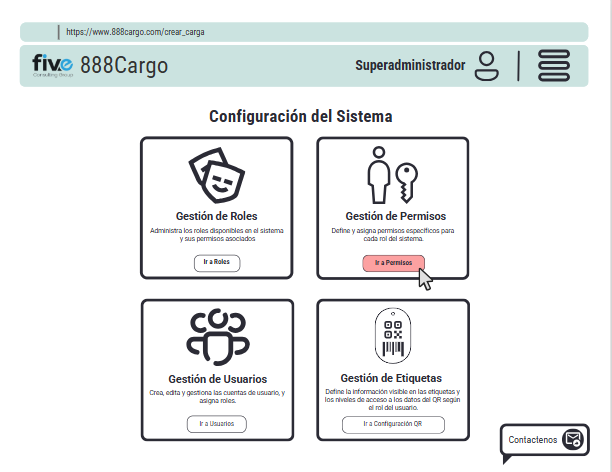 https://www.888cargo.com/crear_carga
five
Consulting Group
888Cargo
Superadministrador
Configuración del Sistema
Gestión de Roles
Administra los roles disponibles en el sistema
y sus permisos asociados
Ir a Roles
Gestión de Permisos
Define y asigna permisos específicos para
cada rol del sistema.
Ir a Permisos
Gestión de Usuarios
Crea, edita y gestiona las cuentas de usuario, y
asigna roles.
Ir a Usuarios
Gestión de Etiquetas
Define la información visible en las etiquetas y
los niveles de acceso a los datos del QR según
el rol del usuario.
Ir a Configuración QR
Contactenos